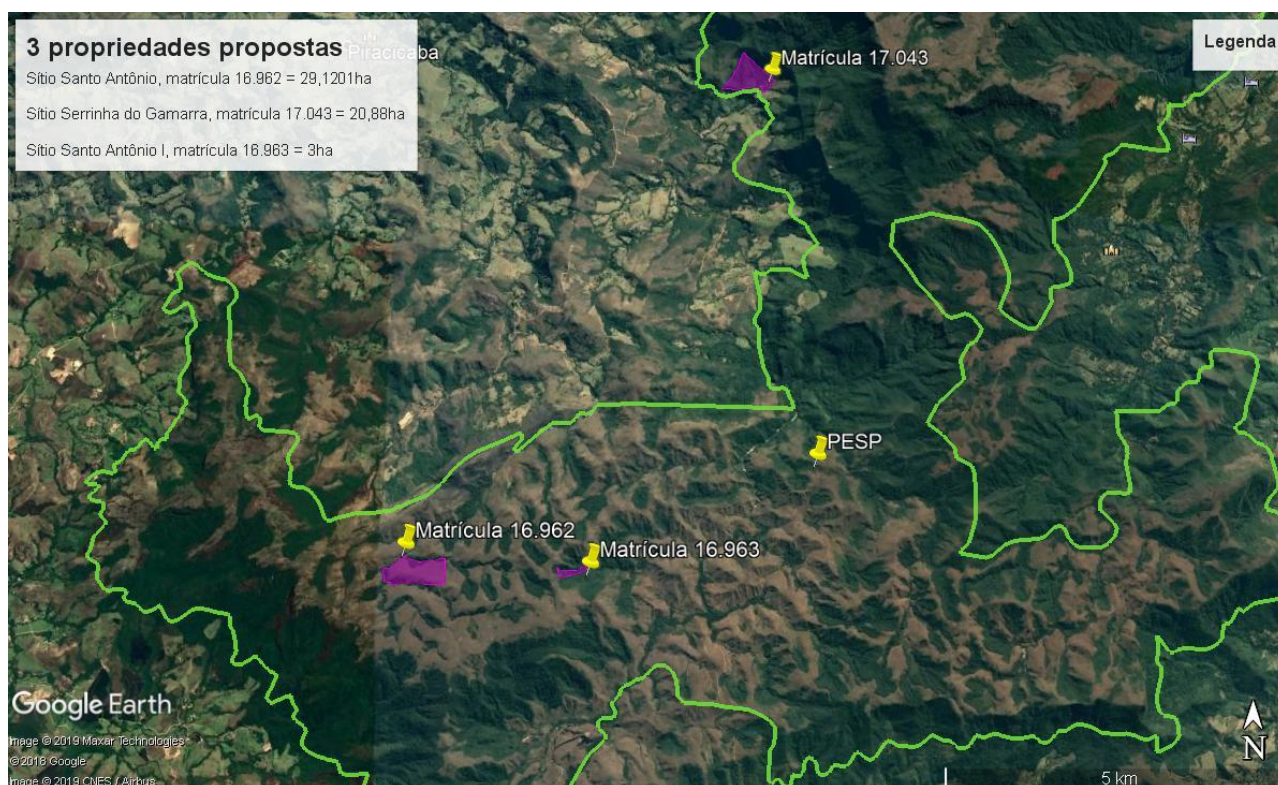 3 propriedades propostas
Piracicaba
Sítio Santo Antônio, matrícula 16.962 = 29,1201ha
Sítio Serrinha do Gamarra, matrícula 17.043 = 20,88ha
Sítio Santo Antônio I, matrícula 16.963 = 3ha
Legenda
Matrícula 17.043
PESP
Matrícula 16.962
Matrícula 16.963
Google Earth
Image © 2019 Maxar Technologies
© 2018 Google
Image © 2019 CNES / Airbus
N
5 km